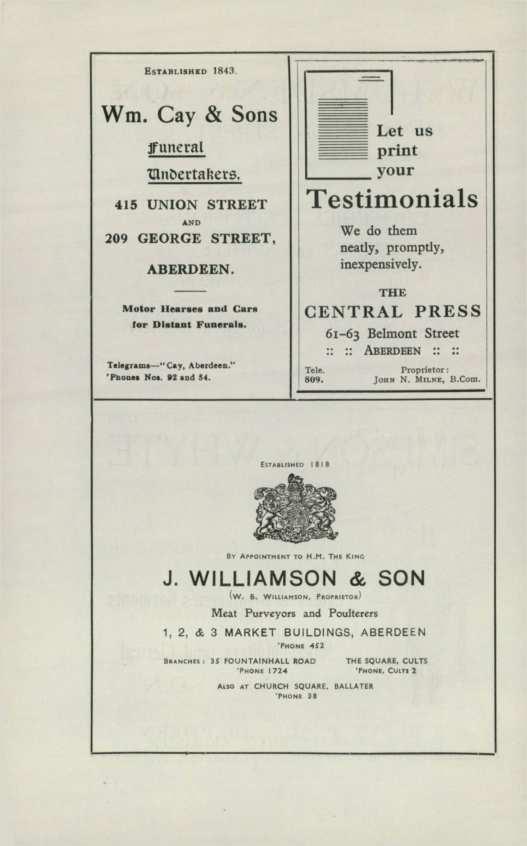 ESTABLISHED 1843.
Wm. Cay & Sons
Funeral
Undertakers.
415 UNION STREET
AND
209 GEORGE STREET,
ABERDEEN.
Motor Hearses and Cars
for Distant Funerals.
Telegrams—"Cay, Aberdeen."
'Phones Nos. 92 and 54.
Let us
print
your
Testimonials
We do them
neatly, promptly,
inexpensively.
THE
CENTRAL PRESS
61-63 Belmont Street
:: :: ABERDEEN :: ::
Tele. Proprietor:
809. JOHN N. MILNE, B.Com.
ESTABLISHED 1818
BY APPOINTMENT TO H.M. THE KING
J. WILLIAMSON & SON
(W. B. WILLIAMSON, PROPRIETOR)
Meat Purveyors and Poulterers
1, 2, & 3 MARKET BUILDINGS, ABERDEEN
'PHONE 452
BRANCHES: 35 FOUNTAINHALL ROAD THE SQUARE, CULTS
'PHONE 1724 'PHONE, CULTS 2
ALSO AT CHURCH SQUARE, BALLATER
'PHONE 38